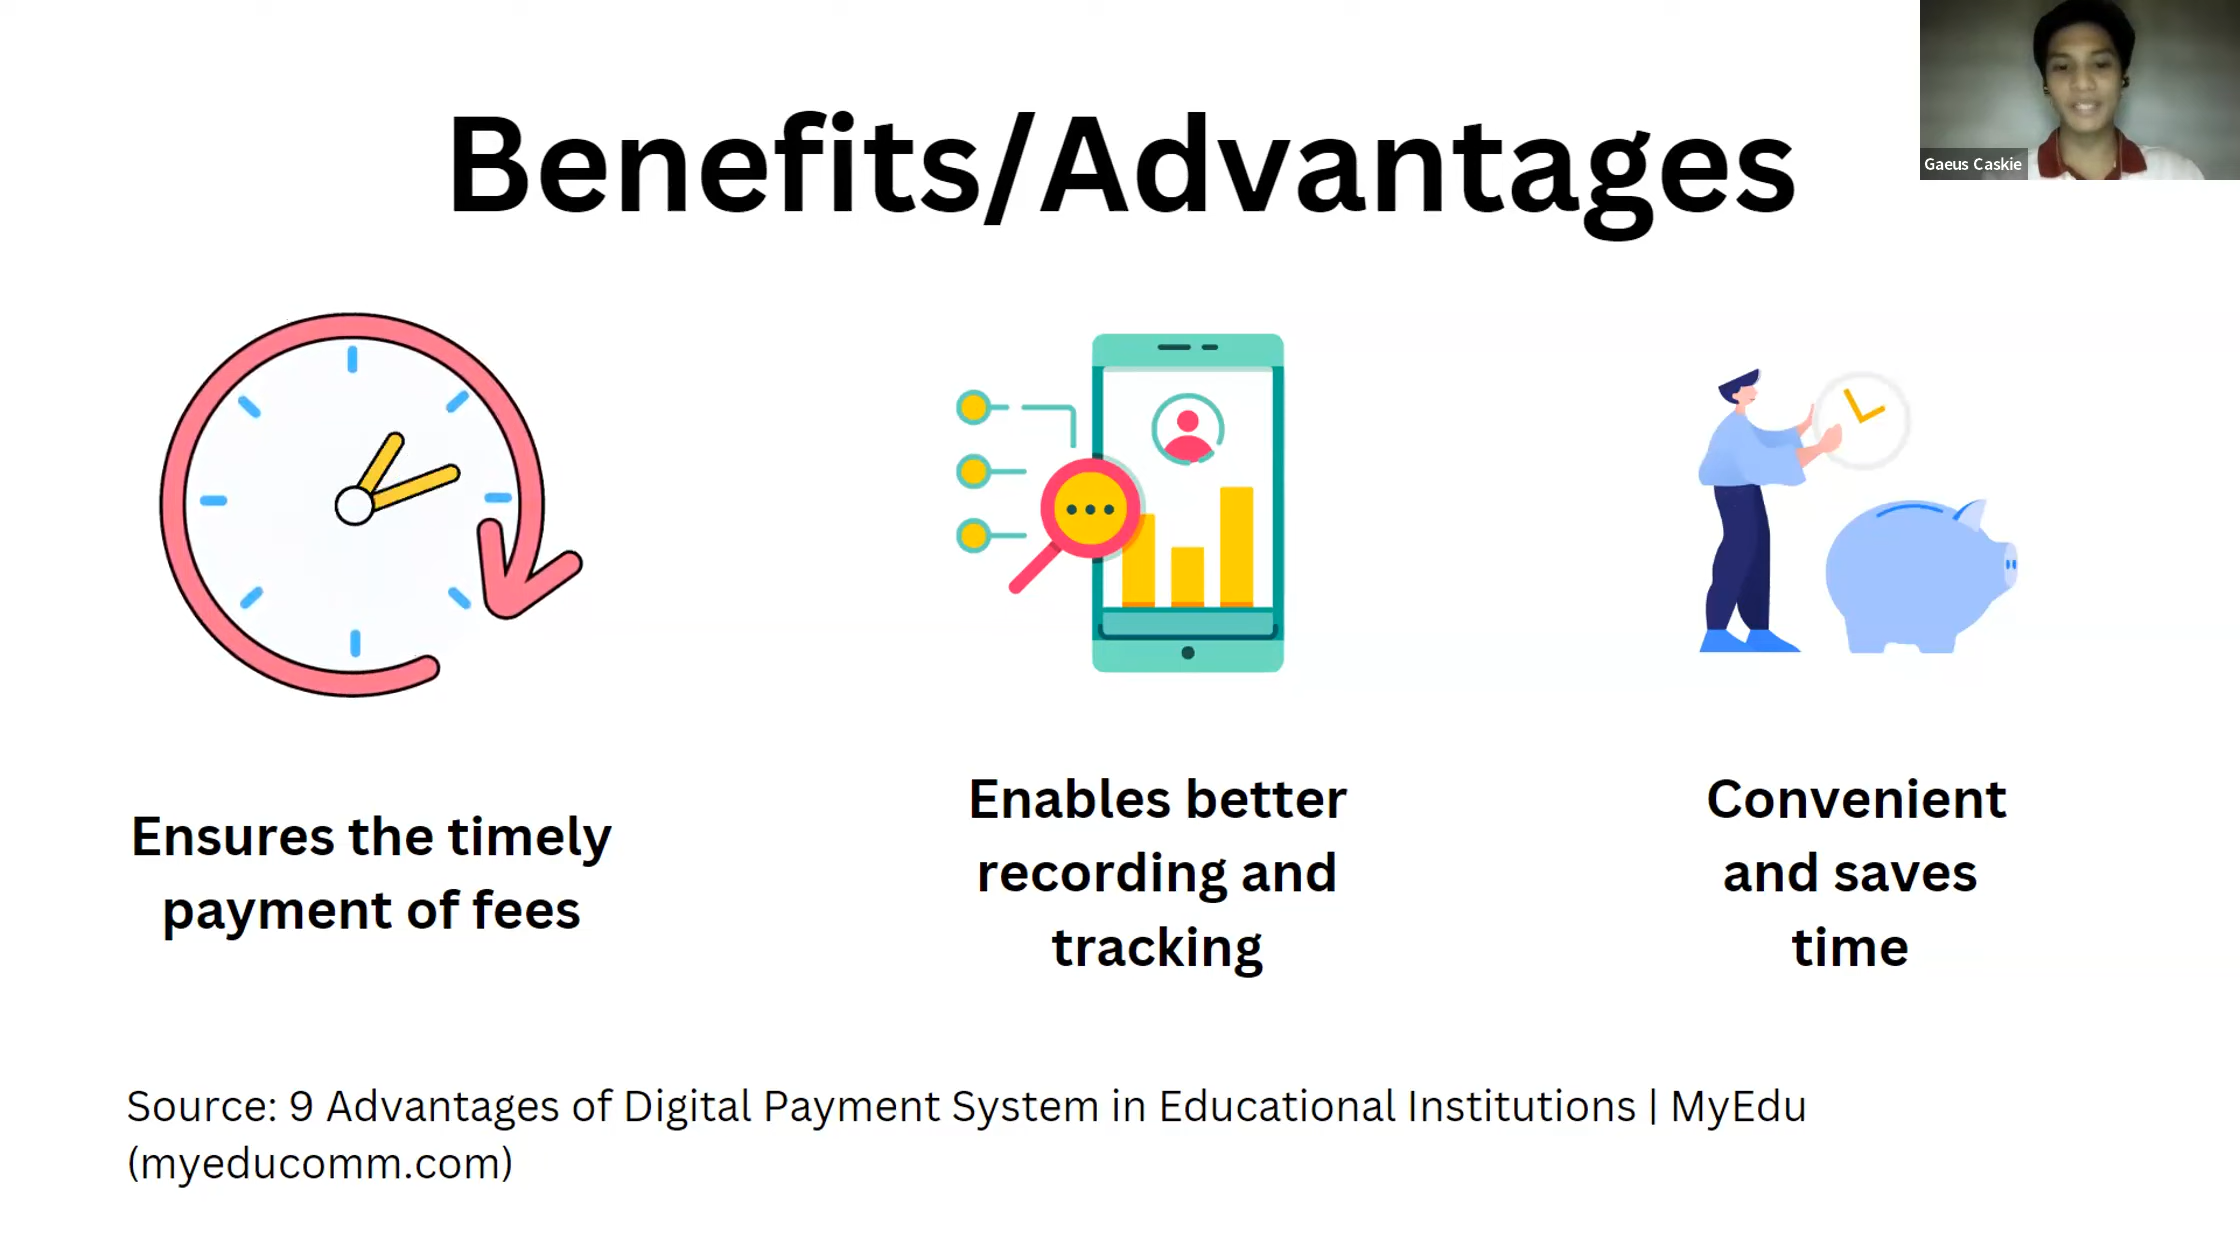 Benefits/Advantages
Gaeus Caskie
Ensures the timely
payment of fees
Enables better
recording and
tracking
Convenient
and saves
time
Source: 9 Advantages of Digital Payment System in Educational Institutions | MyEdu
(myeducomm.com)